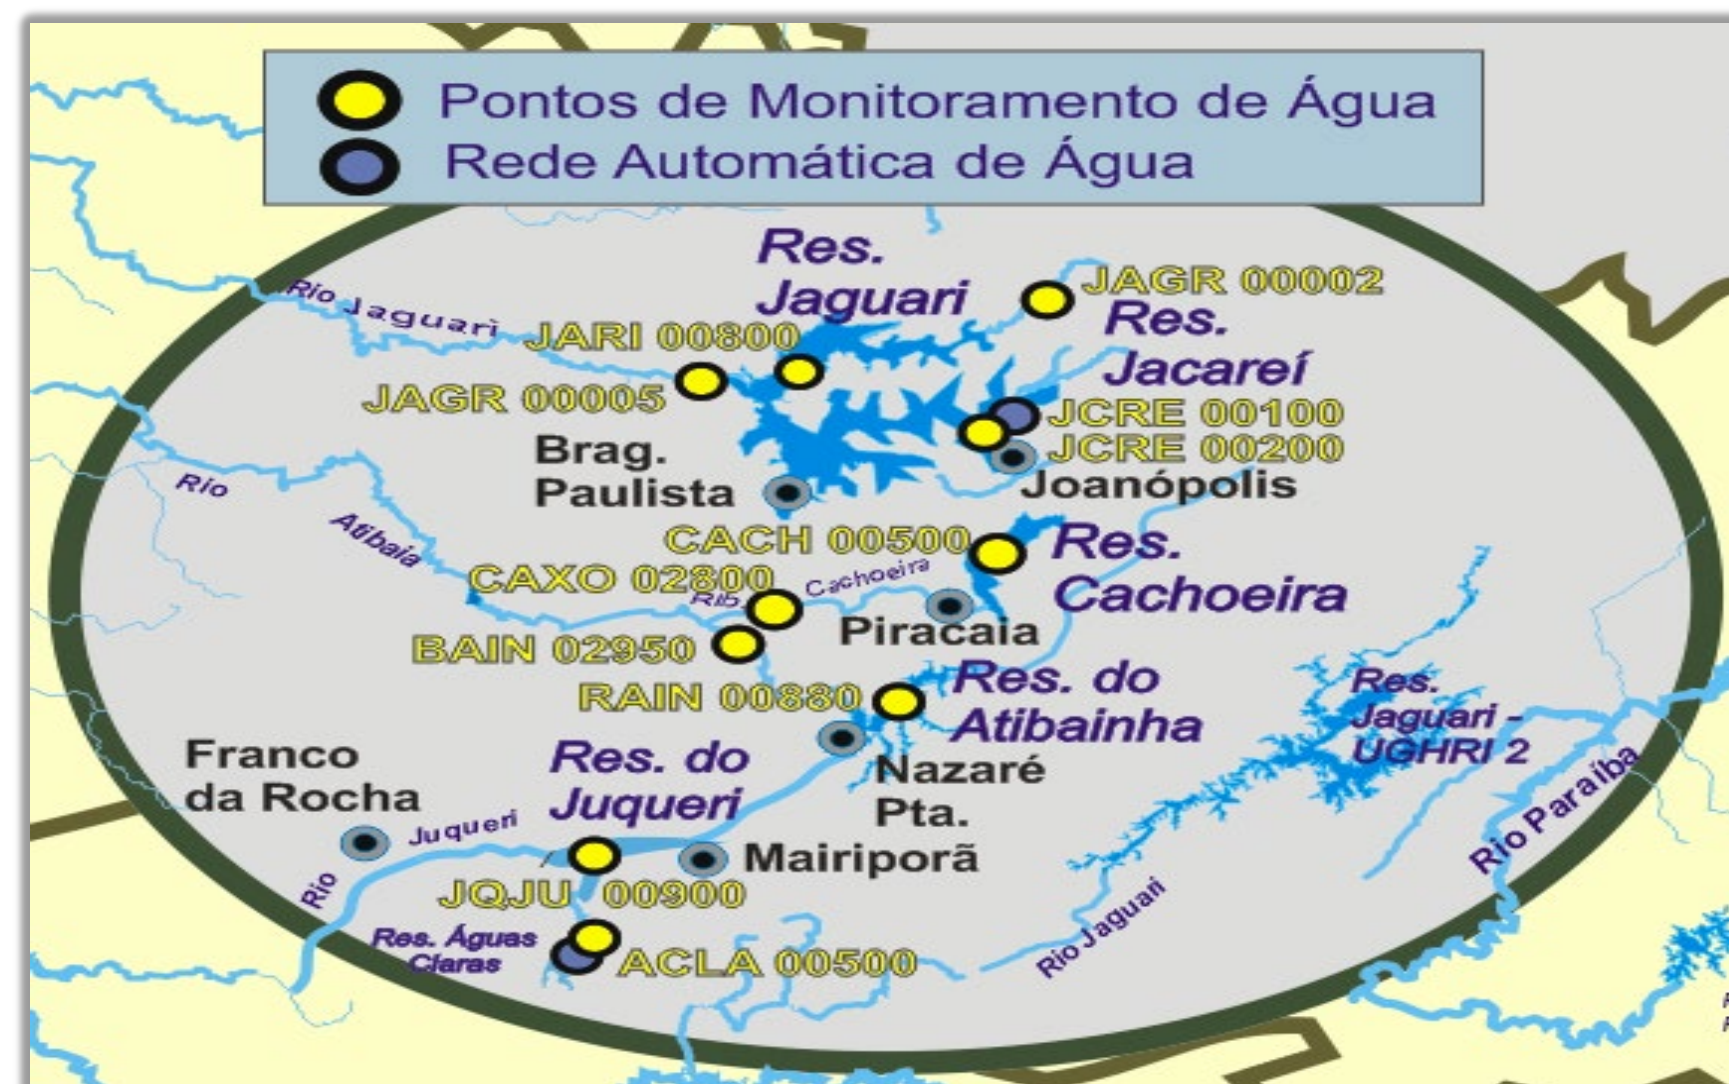 Pontos de Monitoramento de Água
Rede Automática de Água
Res.
Jaguari
JAGR 00002
Res.
Jacareí
Rio Jaguari
JARI 00800
JAGR 00005
JCRE 00100
JCRE 00200
Brag.
Paulista
Joanópolis
Rio
Atibaia
CACH 00500
Res.
Cachoeira
CAXO 02800
Rib. Cachoeira
Piracaia
BAIN 02950
RAIN 00880
Res. do
Atibainha
Res.
Jaguari -
UGHRI 2
Franco
da Rocha
Res. do
Juqueri
Nazaré
Pta.
Rio Paraíba
Rio Juqueri
Mairiporã
JQJU 00900
Rio Jaguari
Res. Águas
Claras
ACLA 00500